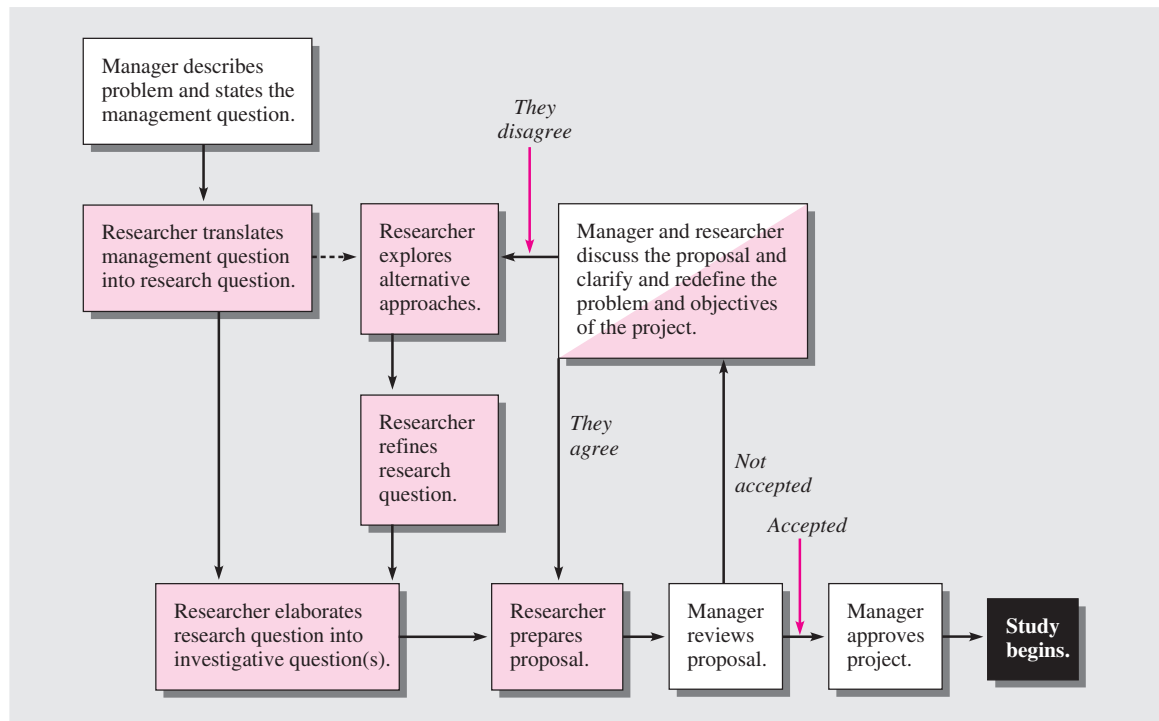 Manager describes
problem and states the
management question.
They
disagree
Researcher translates
management question
into research question.
Researcher
explores
alternative
approaches.
Manager and researcher
discuss the proposal and
clarify and redefine the
problem and objectives
of the project.
Researcher
refines
research
question.
They
agree
Not
accepted
Accepted
Researcher elaborates
research question into
investigative question(s).
Researcher
prepares
proposal.
Manager
reviews
proposal.
Manager
approves
project.
Study
begins.